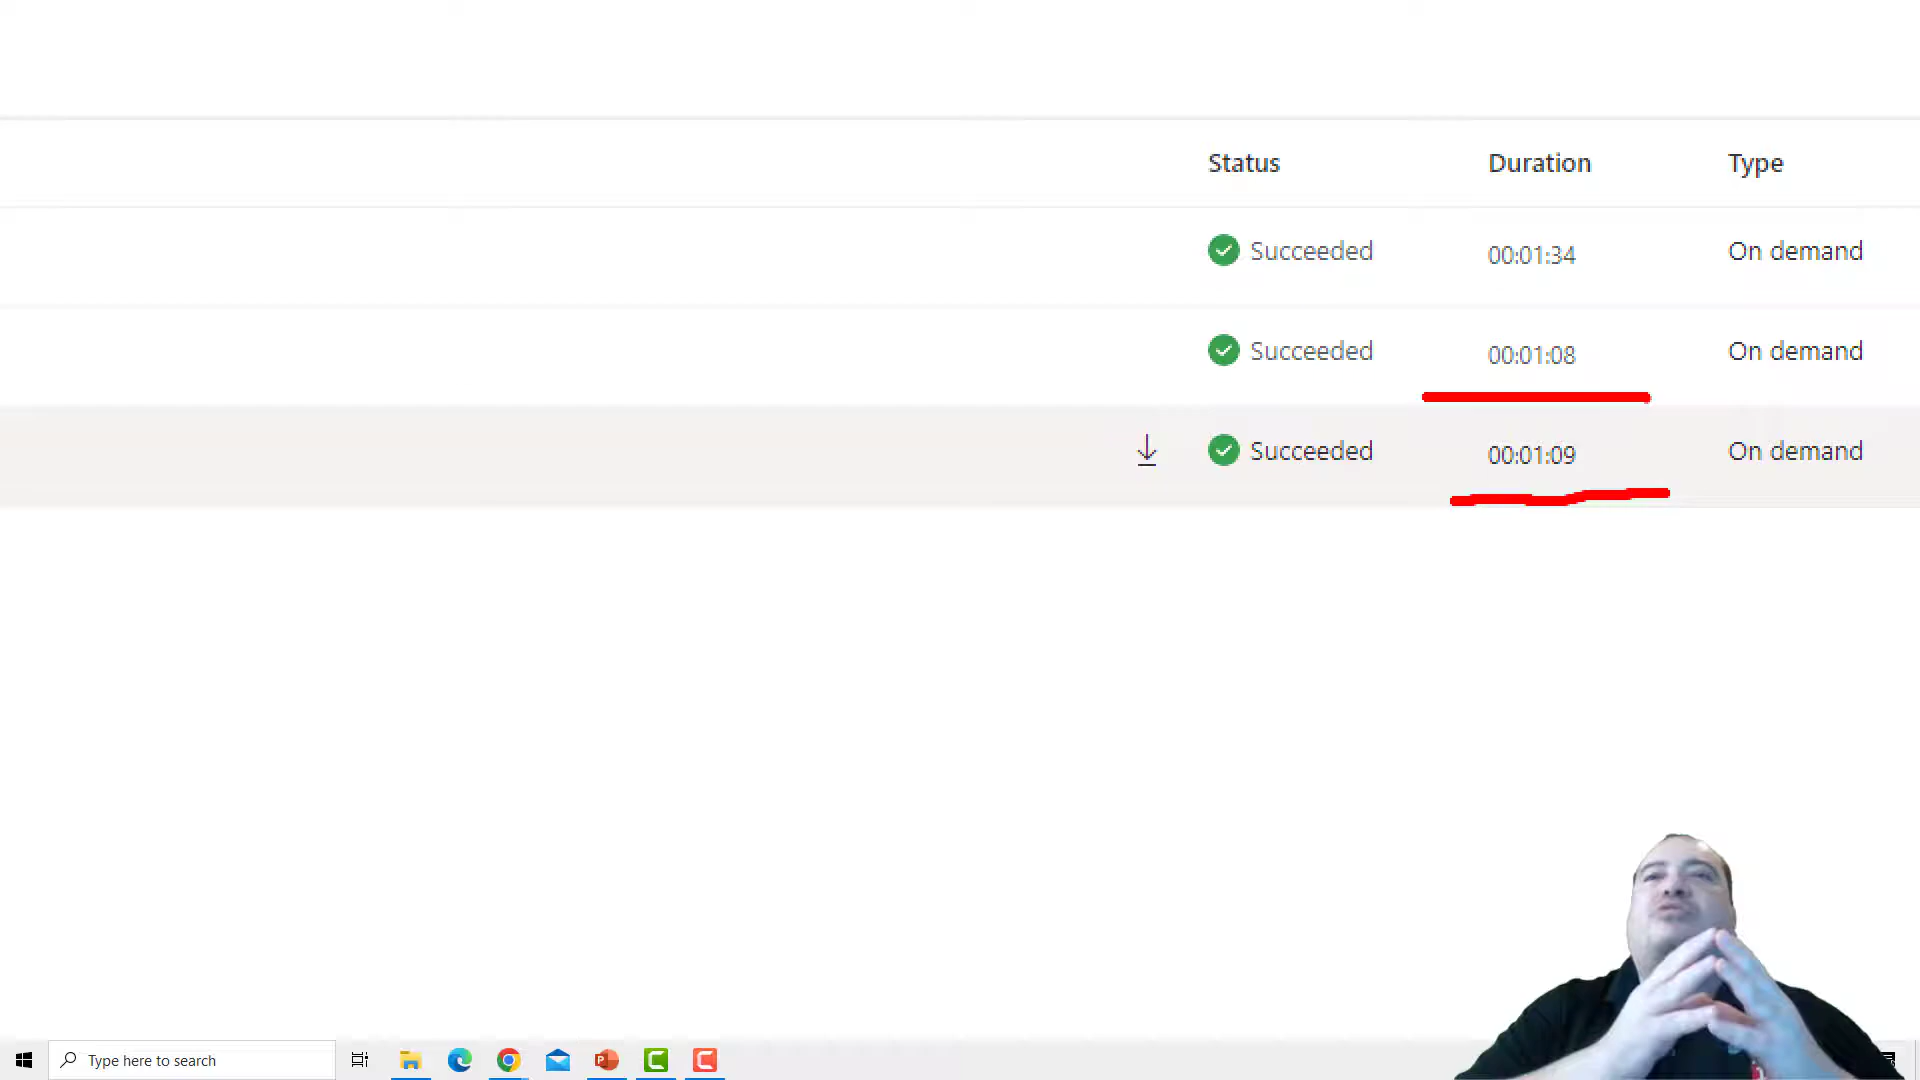 Status Duration Type
Succeeded 00:01:34 On demand
Succeeded 00:01:08 On demand
Succeeded 00:01:09 On demand
Type here to search